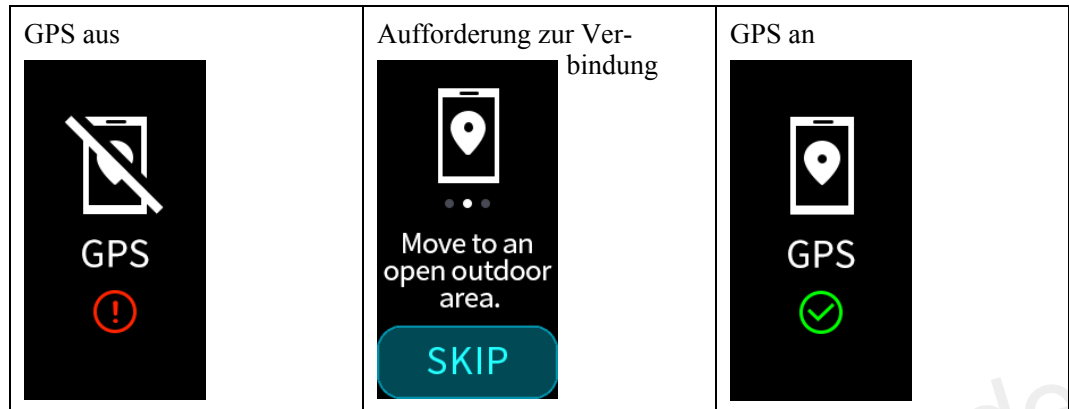 GPS aus
GPS
Aufforderung zur Ver-
bindung
Move to an
open outdoor
area.
SKIP
GPS an
GPS